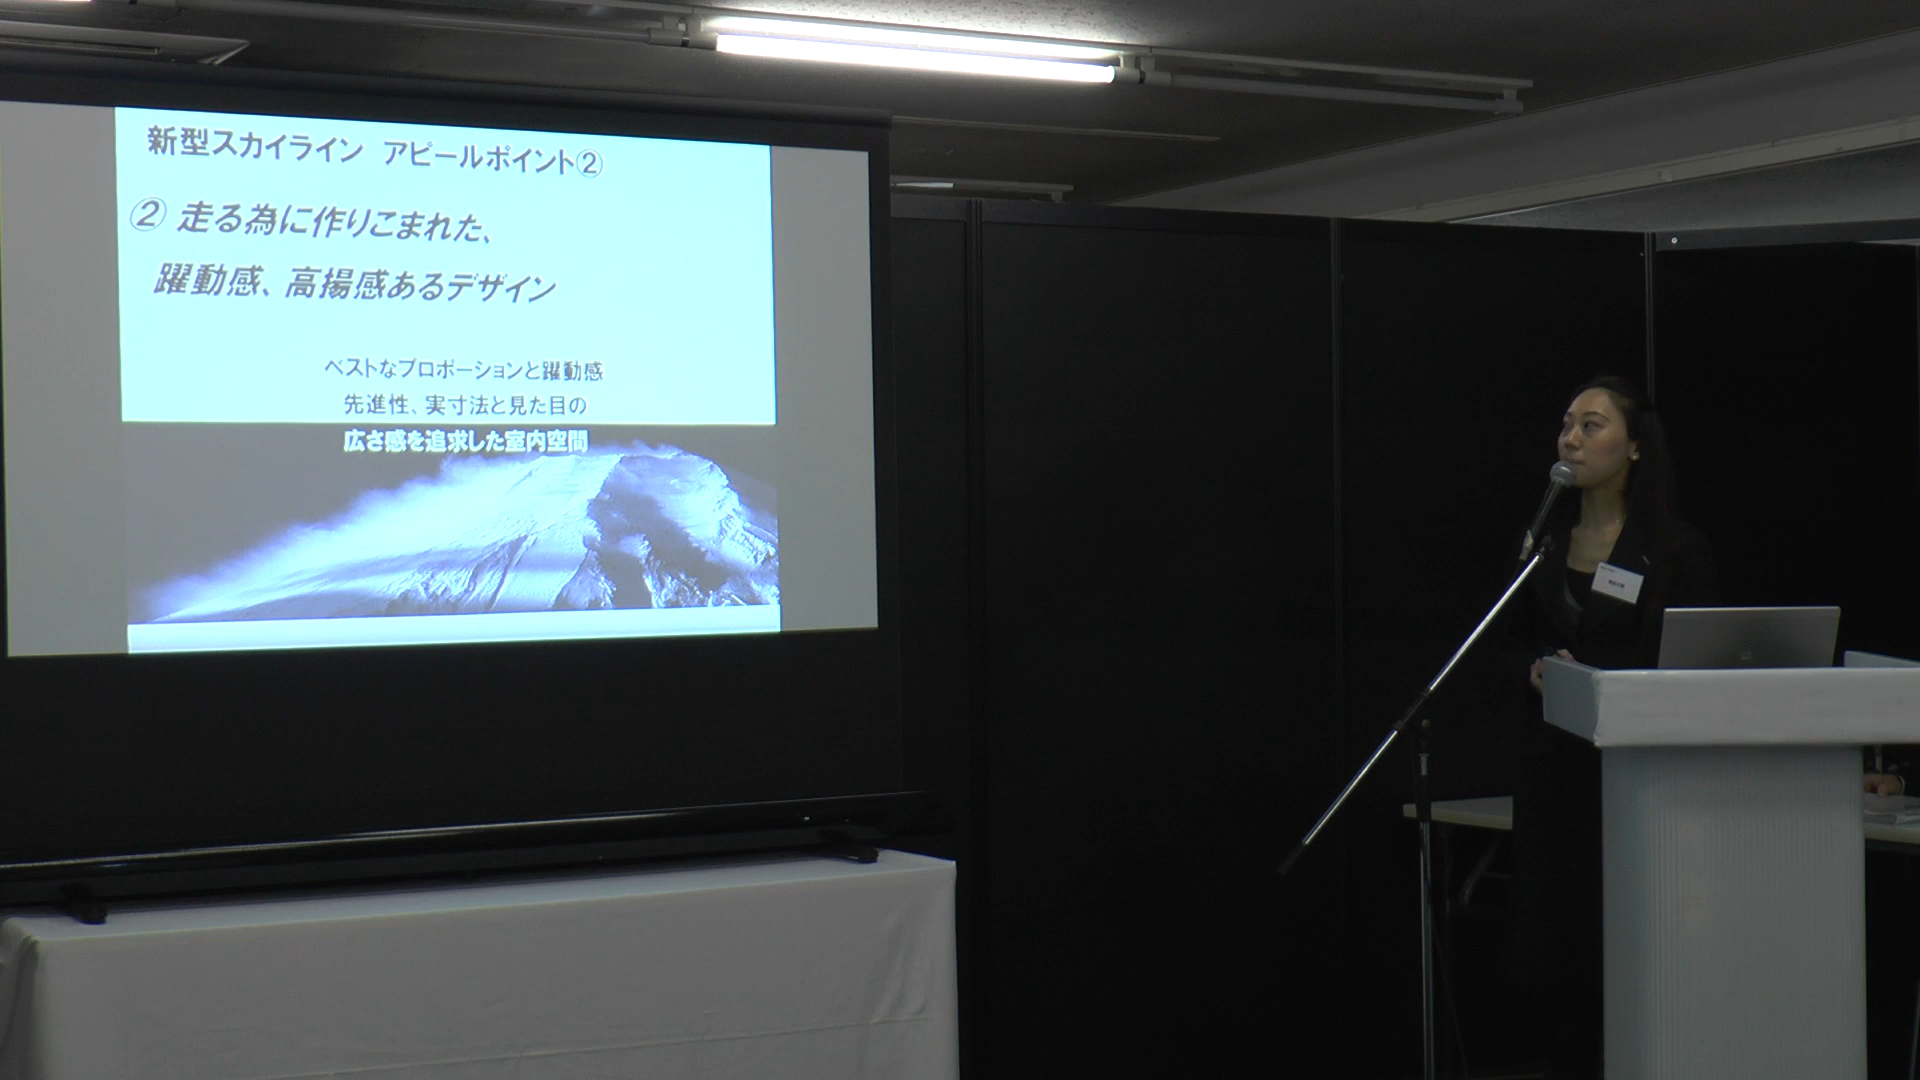 新型スカイライン アピールポイント②
② 走る為に作りこまれた、
躍動感、高揚感あるデザイン
ベストなプロポーションと躍動感
先進性、実寸法と見た目の
広さ感を追求した室内空間